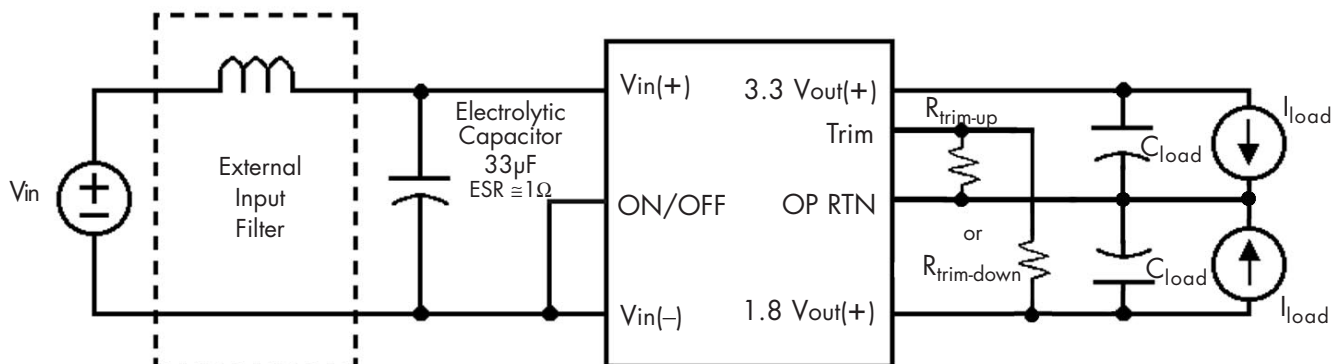 Vin
+
−
External
Input
Filter
Electrolytic
Capacitor
33µF
ESR ≅1Ω
Vin(+)
ON/OFF
Vin(−)
3.3 Vout(+)
Trim
OP RTN
1.8 Vout(+)
Rtrim-up
or
Rtrim-down
Cload
Iload
Cload
Iload